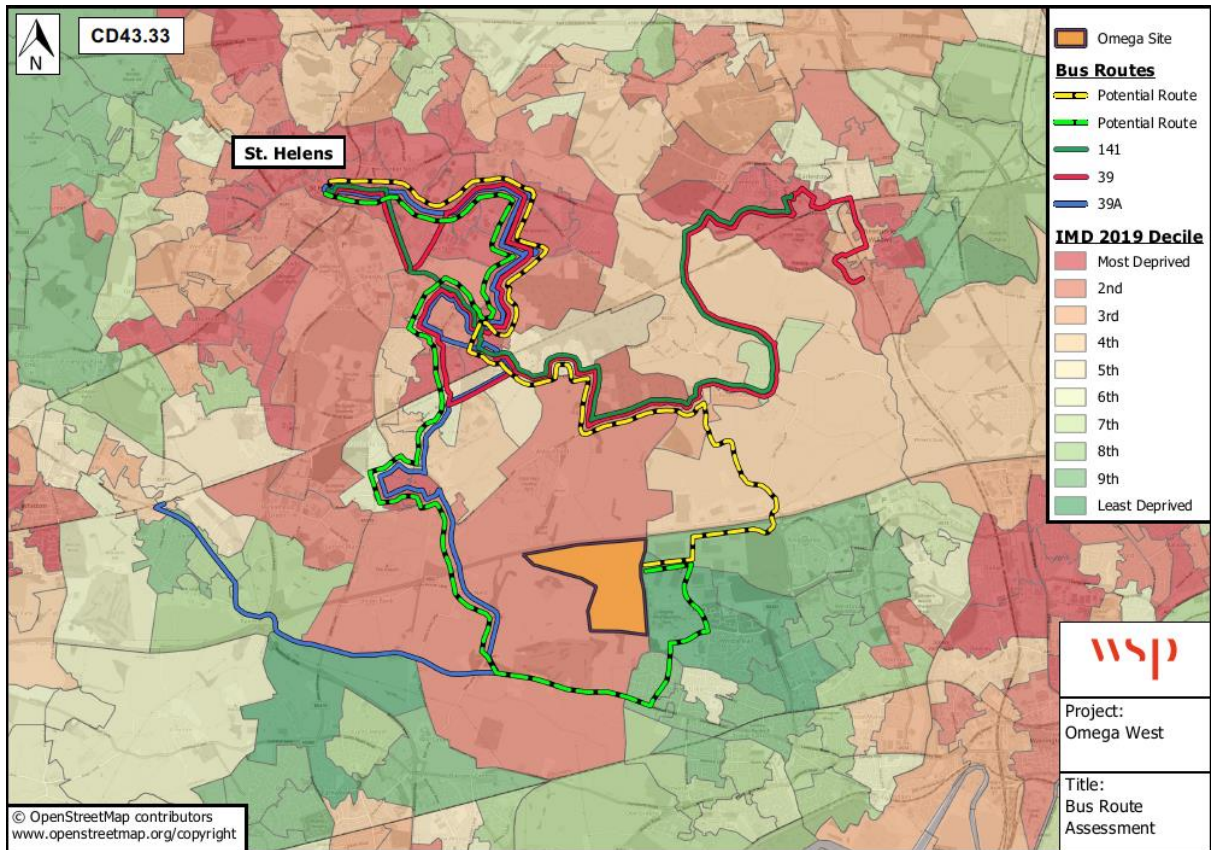 CD43.33
N
St. Helens
Omega Site
Bus Routes
Potential Route
Potential Route
141
39
39A
IMD 2019 Decile
Most Deprived
2nd
3rd
4th
5th
6th
7th
8th
9th
Least Deprived
wsp
Project:
Omega West
Title:
Bus Route
Assessment
© OpenStreetMap contributors
www.openstreetmap.org/copyright